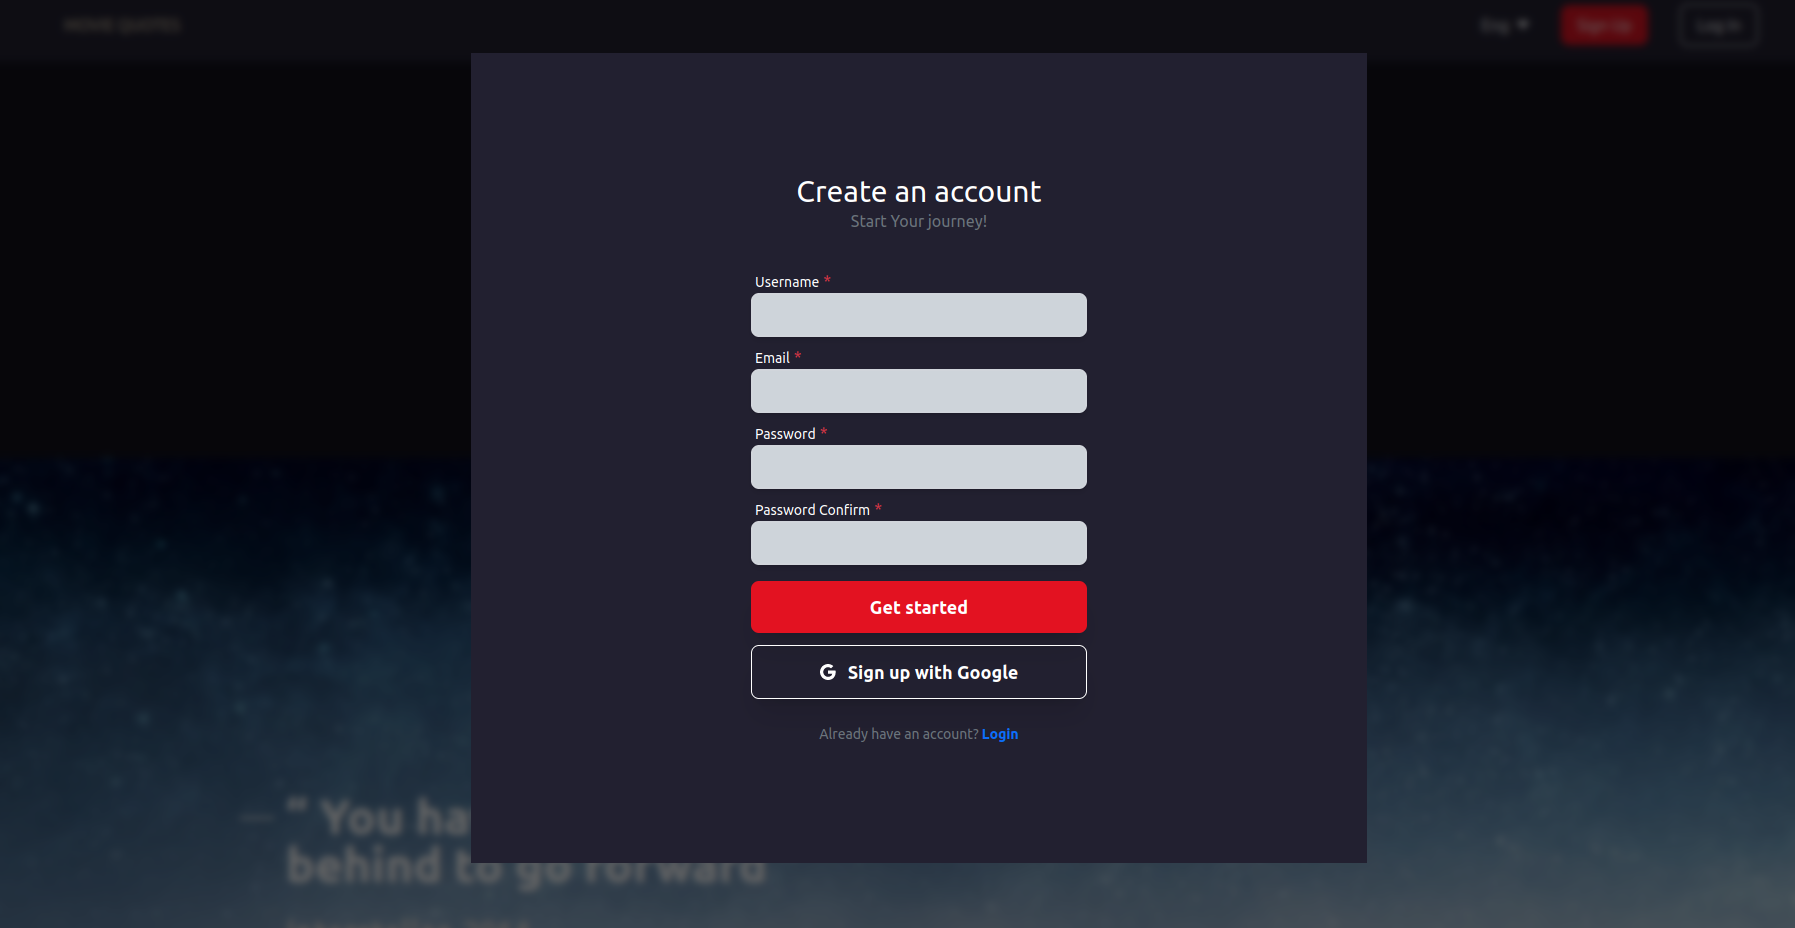 MOVIE QUOTES
Eng
Sign Up
Log In
Create an account
Start Your journey!
Username *
Email *
Password *
Password Confirm *
Get started
G Sign up with Google
Already have an account? Login
“ You ha
behind to go forward